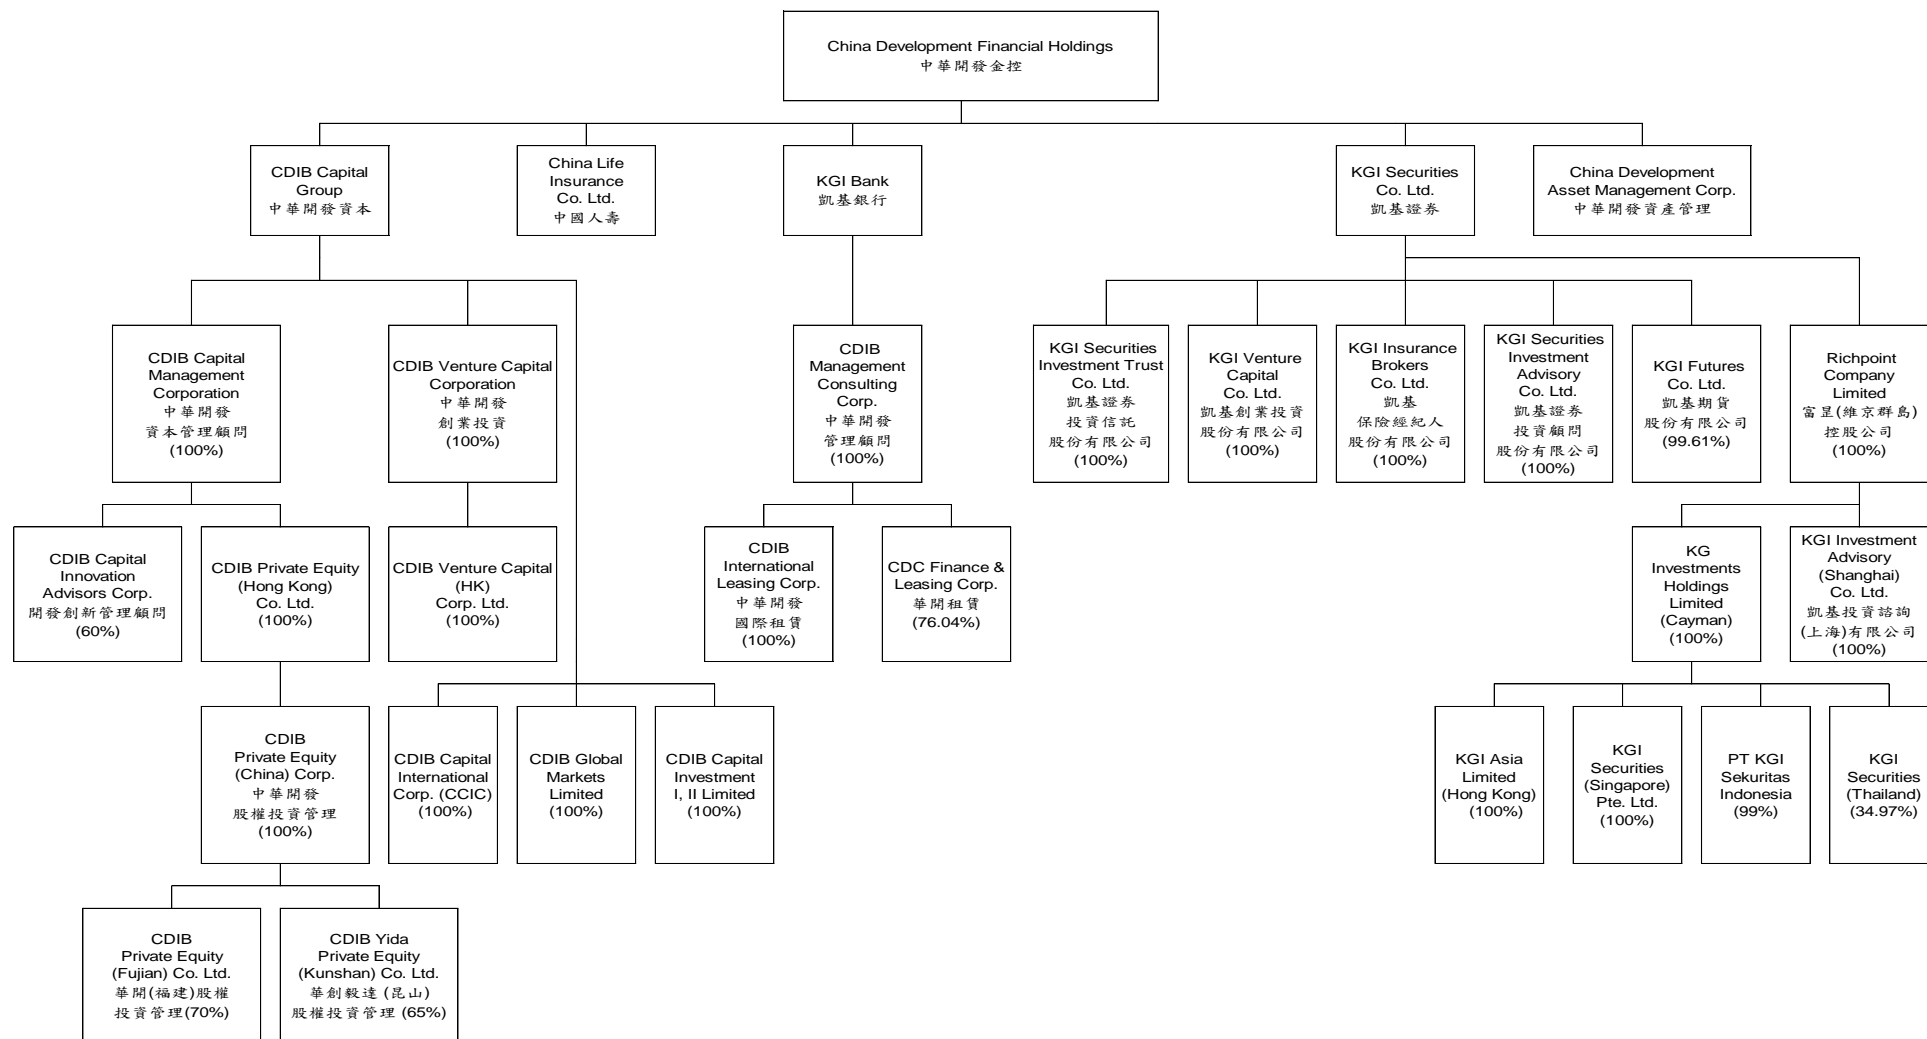 China Development Financial Holdings
中華開發金控
CDIB Capital
Group
中華開發資本
China Life
Insurance
Co. Ltd.
中國人壽
KGI Bank
凱基銀行
KGI Securities
Co. Ltd.
凱基證券
China Development
Asset Management Corp.
中華開發資產管理
CDIB Capital
Management
Corporation
中華開發
資本管理顧問
(100%)
CDIB Venture Capital
Corporation
中華開發
創業投資
(100%)
CDIB
Management
Consulting
Corp.
中華開發
管理顧問
(100%)
KGI Securities
Investment Trust
Co. Ltd.
凱基證券
投資信託
股份有限公司
(100%)
KGI Venture
Capital
Co. Ltd.
凱基創業投資
股份有限公司
(100%)
KGI Insurance
Brokers
Co. Ltd.
凱基
保險經紀人
股份有限公司
(100%)
KGI Securities
Investment
Advisory
Co. Ltd.
凱基證券
投資顧問
股份有限公司
(100%)
KGI Futures
Co. Ltd.
凱基期貨
股份有限公司
(99.61%)
Richpoint
Company
Limited
富昰(維京群島)
控股公司
(100%)
CDIB Capital
Innovation
Advisors Corp.
開發創新管理顧問
(60%)
CDIB Private Equity
(Hong Kong)
Co. Ltd.
(100%)
CDIB Venture Capital
(HK)
Corp. Ltd.
(100%)
CDIB
International
Leasing Corp.
中華開發
國際租賃
(100%)
CDC Finance &
Leasing Corp.
華開租賃
(76.04%)
KG
Investments
Holdings
Limited
(Cayman)
(100%)
KGI Investment
Advisory
(Shanghai)
Co. Ltd.
凱基投資諮詢
(上海)有限公司
(100%)
CDIB
Private Equity
(China) Corp.
中華開發
股權投資管理
(100%)
CDIB Capital
International
Corp. (CCIC)
(100%)
CDIB Global
Markets
Limited
(100%)
CDIB Capital
Investment
I, II Limited
(100%)
KGI Asia
Limited
(Hong Kong)
(100%)
KGI
Securities
(Singapore)
Pte. Ltd.
(100%)
PT KGI
Sekuritas
Indonesia
(99%)
KGI
Securities
(Thailand)
(34.97%)
CDIB
Private Equity
(Fujian) Co. Ltd.
華開(福建)股權
投資管理(70%)
CDIB Yida
Private Equity
(Kunshan) Co. Ltd.
華創毅達 (昆山)
股權投資管理 (65%)